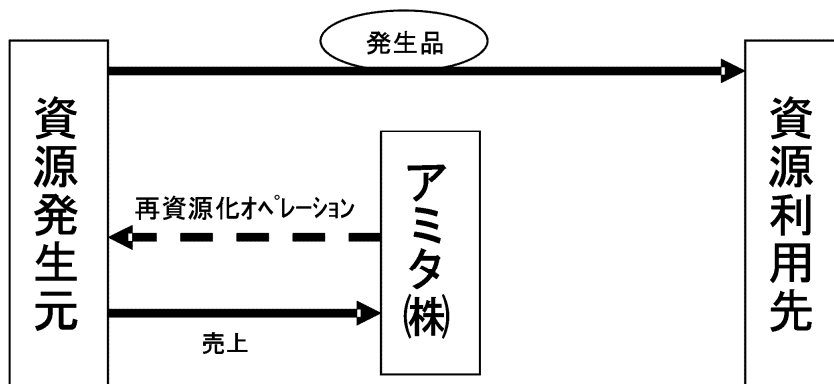 発生品
資源発生元
再資源化オペレーション
アミタ㈱
売上
資源利用先